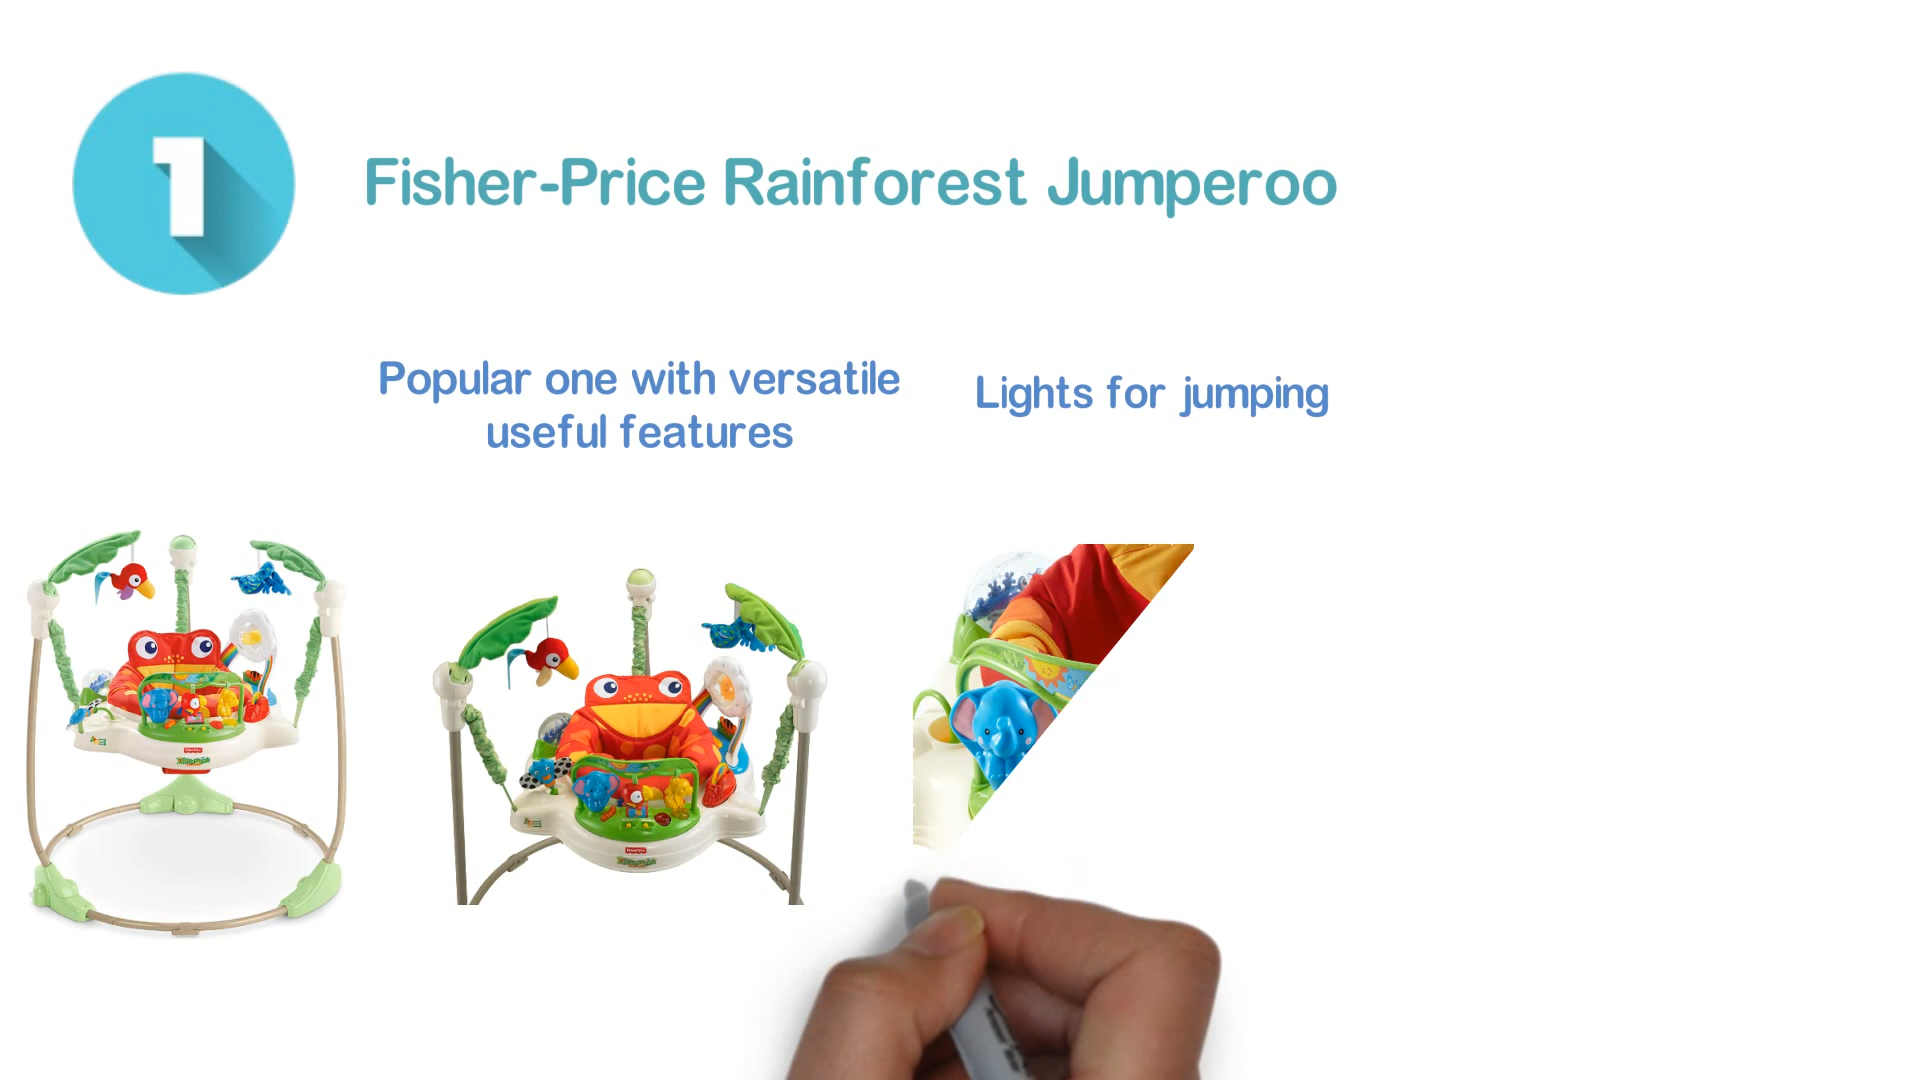 1
Fisher-Price Rainforest Jumperoo
Popular one with versatile
useful features
Lights for jumping